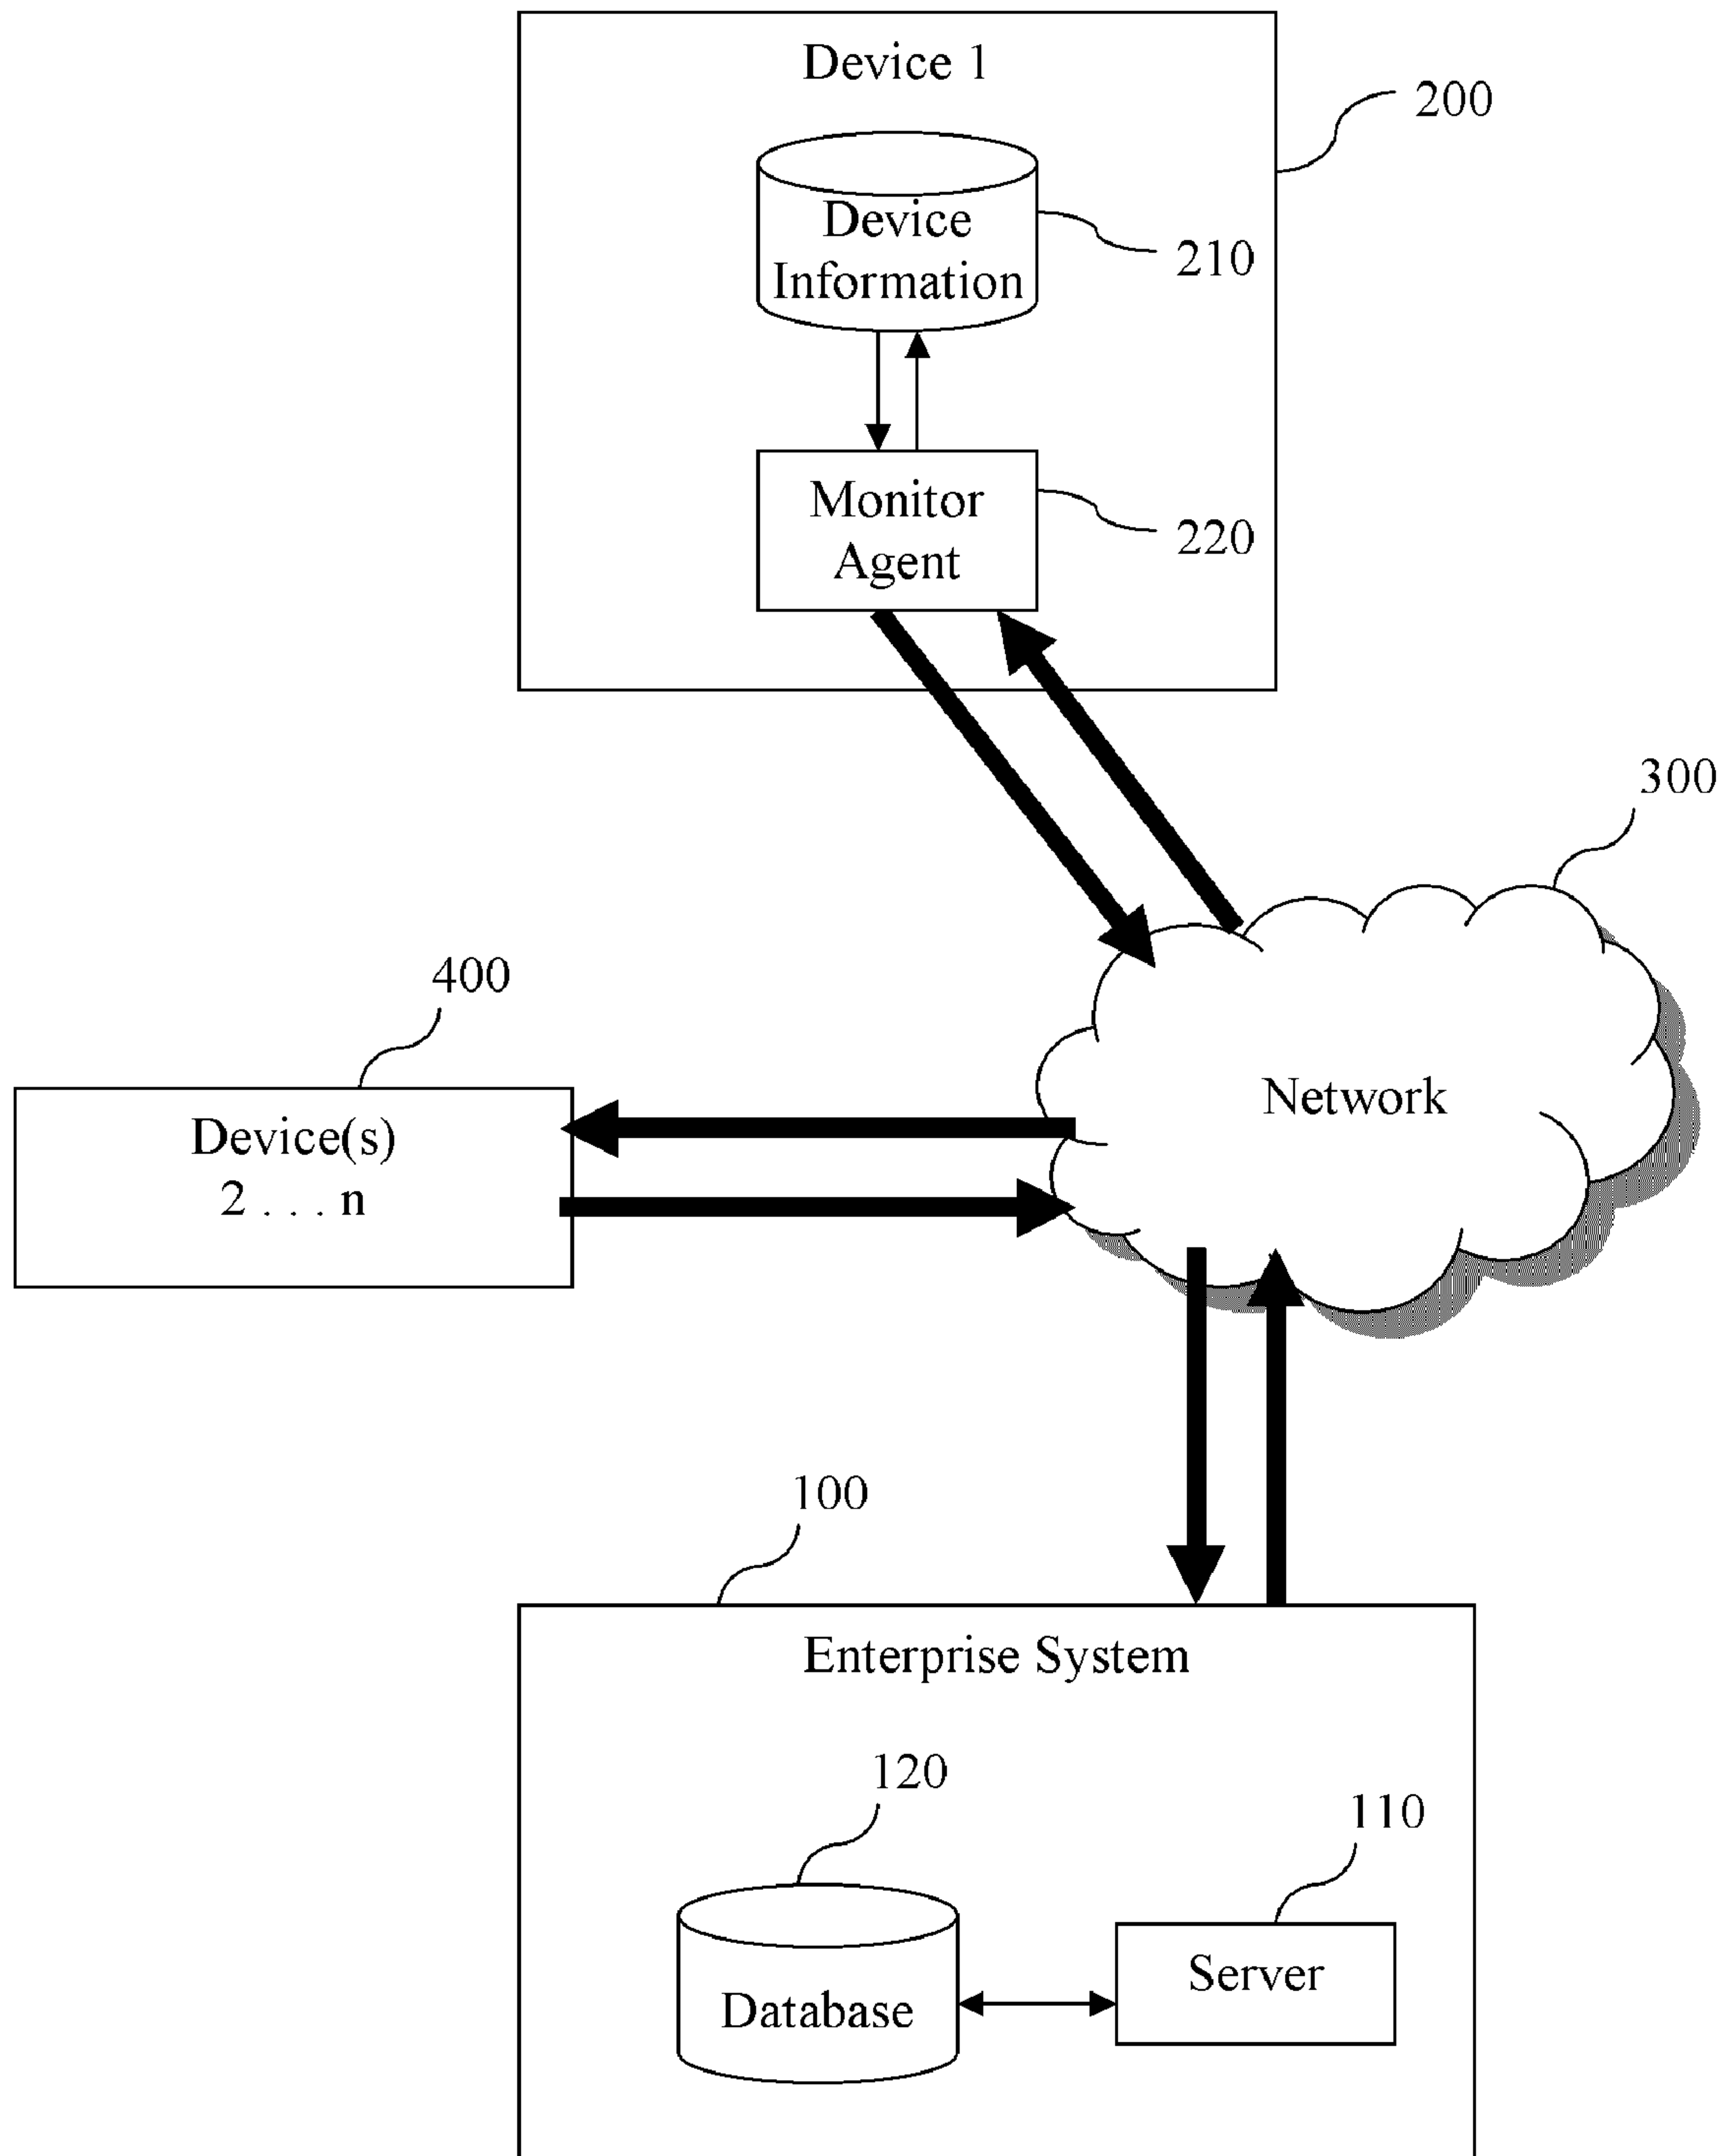 Device 1
200
Device
Information
210
Monitor
Agent
220
300
400
Network
Device(s)
2 . . . n
100
Enterprise System
120
110
Server
Database